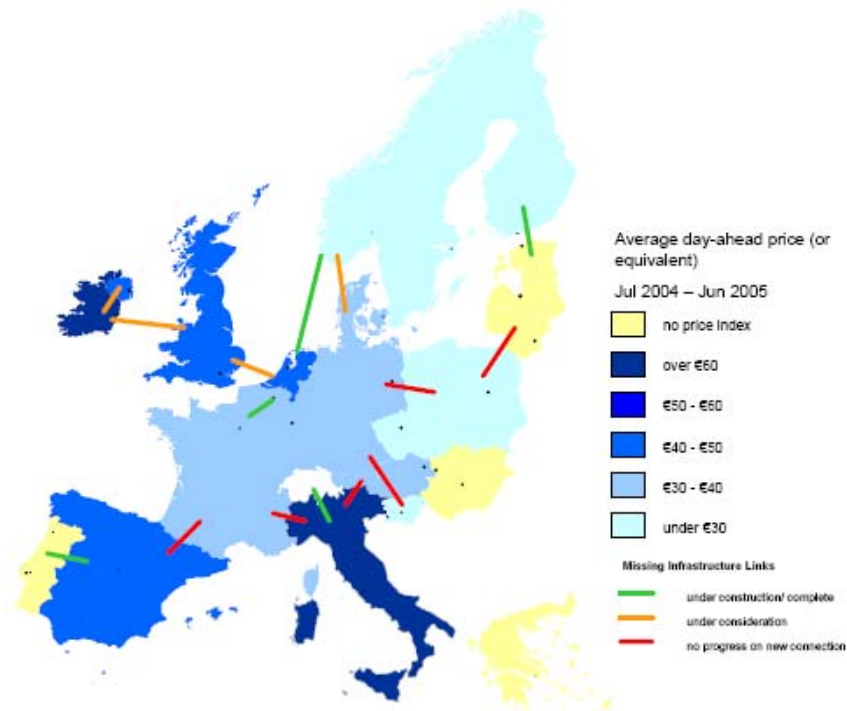 Average day-ahead price (or
equivalent)
Jul 2004 – Jun 2005
no price index
over €60
€50 - €60
€40 - €50
€30 - €40
under €30
Missing Infrastructure Links
under construction/ complete
under consideration
no progress on new connection